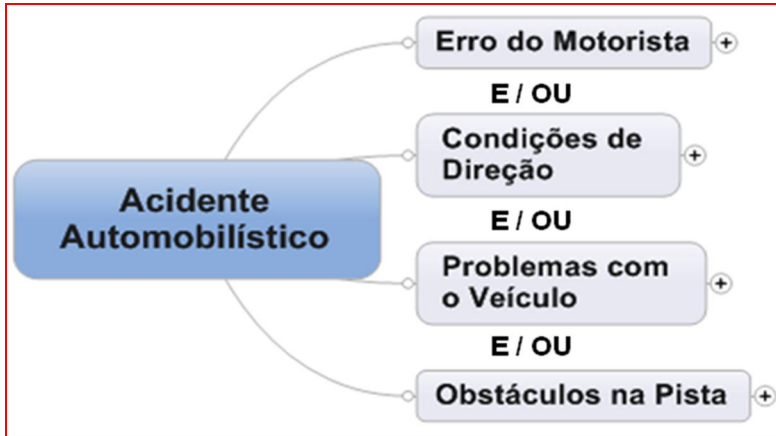 Erro do Motorista
E / OU
Condições de
Direção
E / OU
Acidente
Automobilístico
Problemas com
o Veículo
E / OU
Obstáculos na Pista